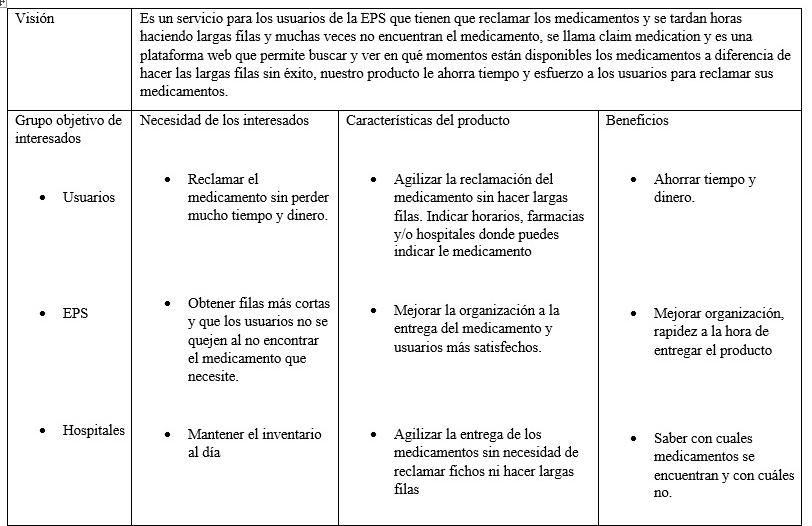 Visión
Es un servicio para los usuarios de la EPS que tienen que reclamar los medicamentos y se tardan horas
haciendo largas filas y muchas veces no encuentran el medicamento, se llama claim medication y es una
plataforma web que permite buscar y ver en qué momentos están disponibles los medicamentos a diferencia de
hacer las largas filas sin éxito, nuestro producto le ahorra tiempo y esfuerzo a los usuarios para reclamar sus
medicamentos.
Grupo objetivo de
interesados
Necesidad de los interesados
Características del producto
Beneficios
• Usuarios
• Reclamar el
medicamento sin perder
mucho tiempo y dinero.
• Agilizar la reclamación del
medicamento sin hacer largas
filas. Indicar horarios, farmacias
y/o hospitales donde puedes
indicar le medicamento
• Ahorrar tiempo y
dinero.
• EPS
• Obtener filas más cortas
y que los usuarios no se
quejen al no encontrar
el medicamento que
necesite.
• Mejorar la organización a la
entrega del medicamento y
usuarios más satisfechos.
• Mejorar organización,
rapidez a la hora de
entregar el producto
• Hospitales
• Mantener el inventario
al día
• Agilizar la entrega de los
medicamentos sin necesidad de
reclamar fichos ni hacer largas
filas
• Saber con cuales
medicamentos se
encuentran y con cuáles
no.